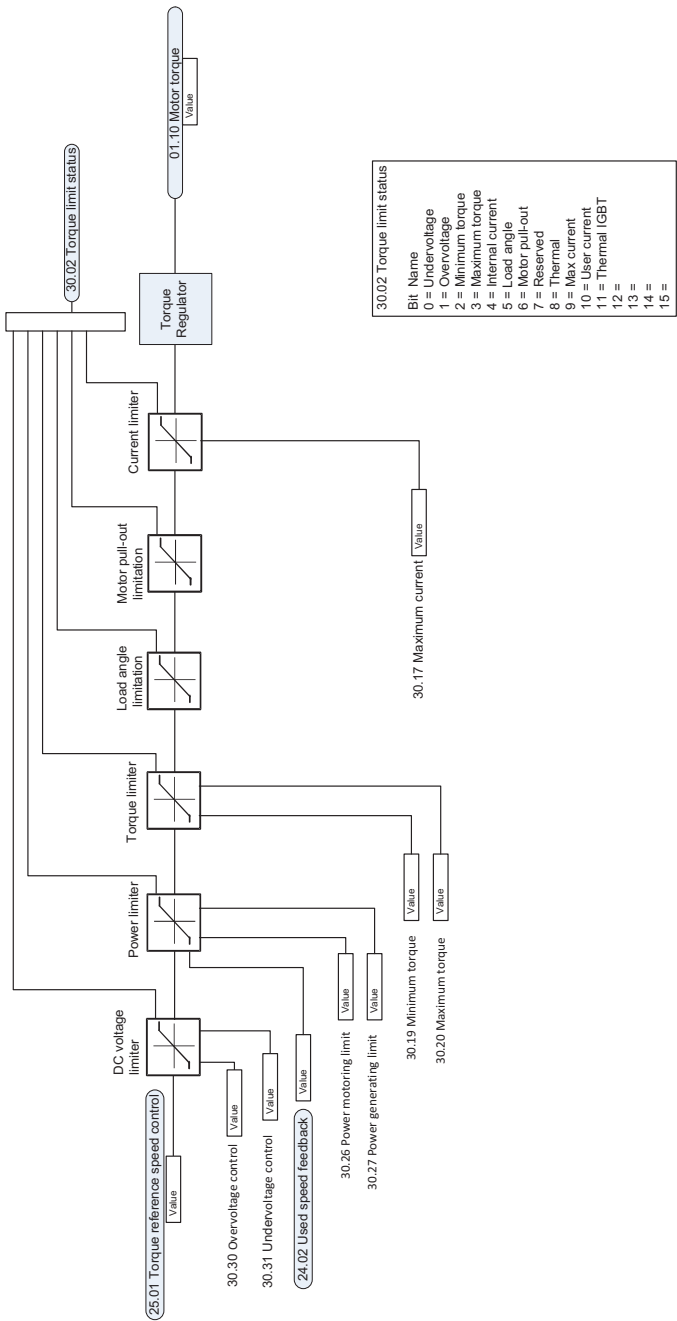 30.02 Torque limit status
DC voltage
limiter
Power limiter
Torque limiter
Load angle
limitation
Motor pull-out
limitation
Current limiter
Torque
Regulator
25.01 Torque reference speed control
Value
01.10 Motor torque
Value
30.30 Overvoltage control
Value
30.31 Undervoltage control
Value
24.02 Used speed feedback
Value
30.26 Power motoring limit
Value
30.27 Power generating limit
Value
30.19 Minimum torque
Value
30.20 Maximum torque
Value
30.17 Maximum current
Value
30.02 Torque limit status
Bit Name
0 = Undervoltage
1 = Overvoltage
2 = Minimum torque
3 = Maximum torque
4 = Internal current
5 = Load angle
6 = Motor pull-out
7 = Reserved
8 = Thermal
9 = Max current
10 = User current
11 = Thermal IGBT
12 =
13 =
14 =
15 =